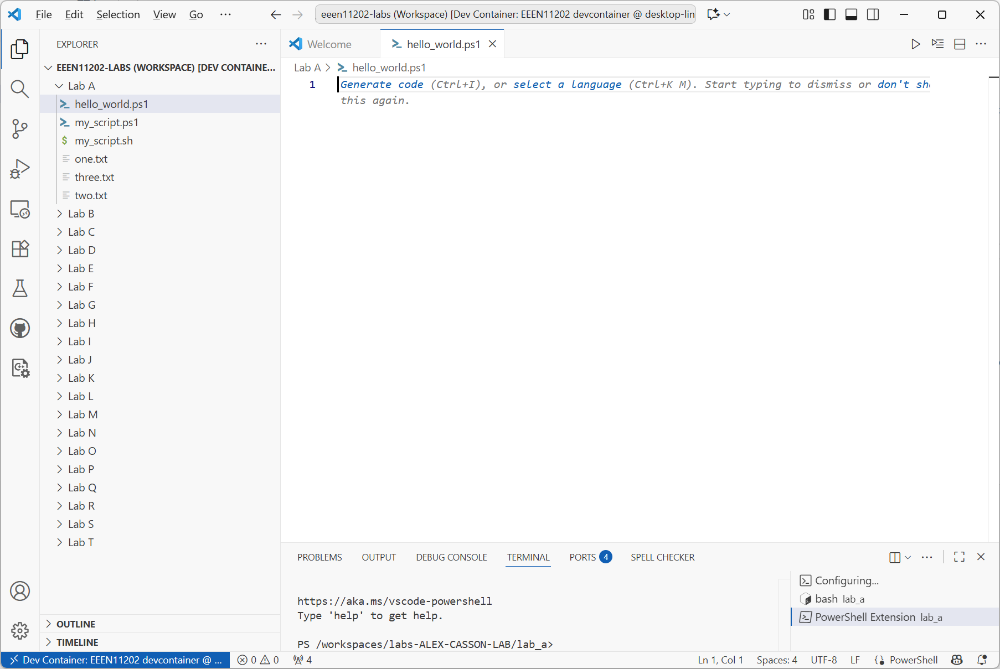 File Edit Selection View Go ··· eeen11202-labs (Workspace) [Dev Container: EEEN11202 devcontainer @ desktop-lin
EXPLORER ···
EEEN11202-LABS (WORKSPACE) [DEV CONTAINE...
Lab A
hello_world.ps1
my_script.ps1
$ my_script.sh
one.txt
three.txt
two.txt
Lab B
Lab C
Lab D
Lab E
Lab F
Lab G
Lab H
Lab I
Lab J
Lab K
Lab L
Lab M
Lab N
Lab O
Lab P
Lab Q
Lab R
Lab S
Lab T
OUTLINE
TIMELINE
Welcome hello_world.ps1
Lab A > hello_world.ps1
1 Generate code (Ctrl+I), or select a language (Ctrl+K M). Start typing to dismiss or don't sh
this again.
PROBLEMS OUTPUT DEBUG CONSOLE TERMINAL PORTS 4 SPELL CHECKER
https://aka.ms/vscode-powershell
Type 'help' to get help.
PS /workspaces/labs-ALEX-CASSON-LAB/lab_a>
Configuring...
bash lab_a
PowerShell Extension lab_a
Dev Container: EEEN11202 devcontainer @ ... 0 0 4 Ln 1, Col 1 Spaces: 4 UTF-8 LF PowerShell